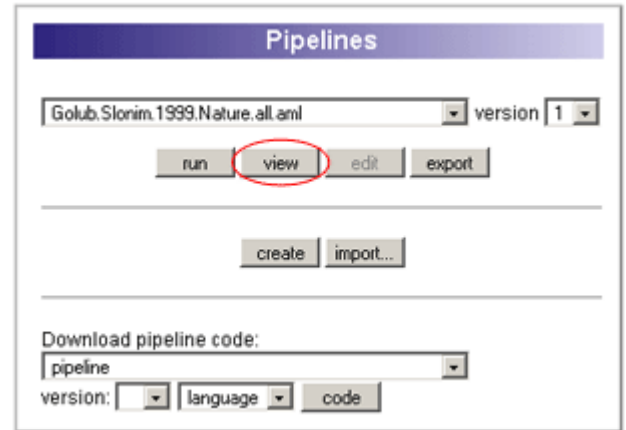 Pipelines
Golub.Slonim.1999.Nature.all.aml version 1
run view edit export
create import...
Download pipeline code:
pipeline
version: language code